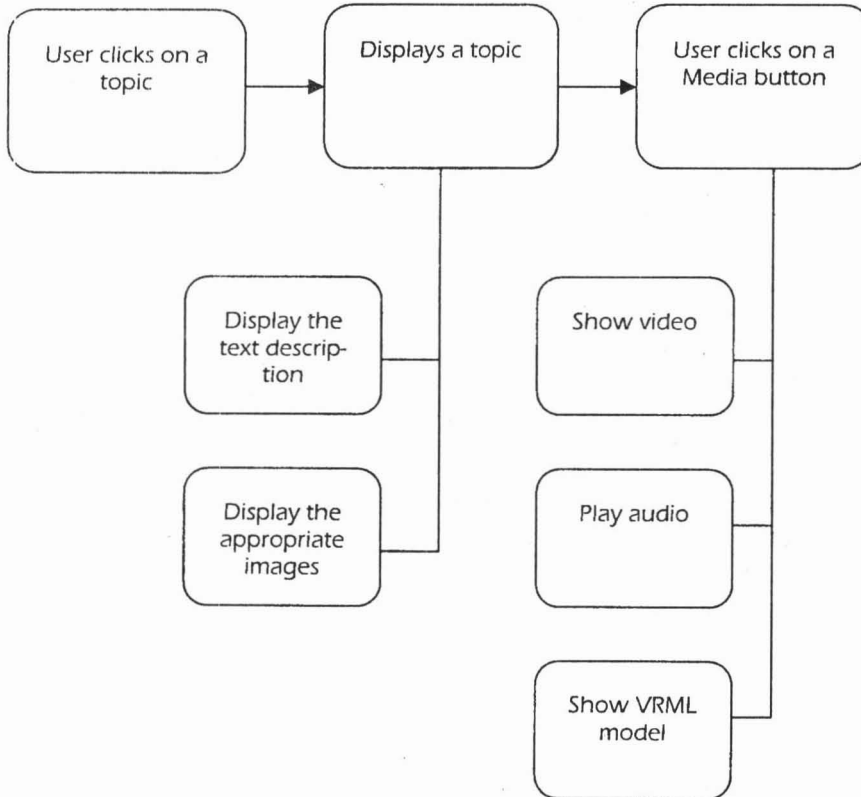 User clicks on a
topic
Displays a topic
User clicks on a
Media button
Display the
text descrip-
tion
Show video
Display the
appropriate
images
Play audio
Show VRML
model